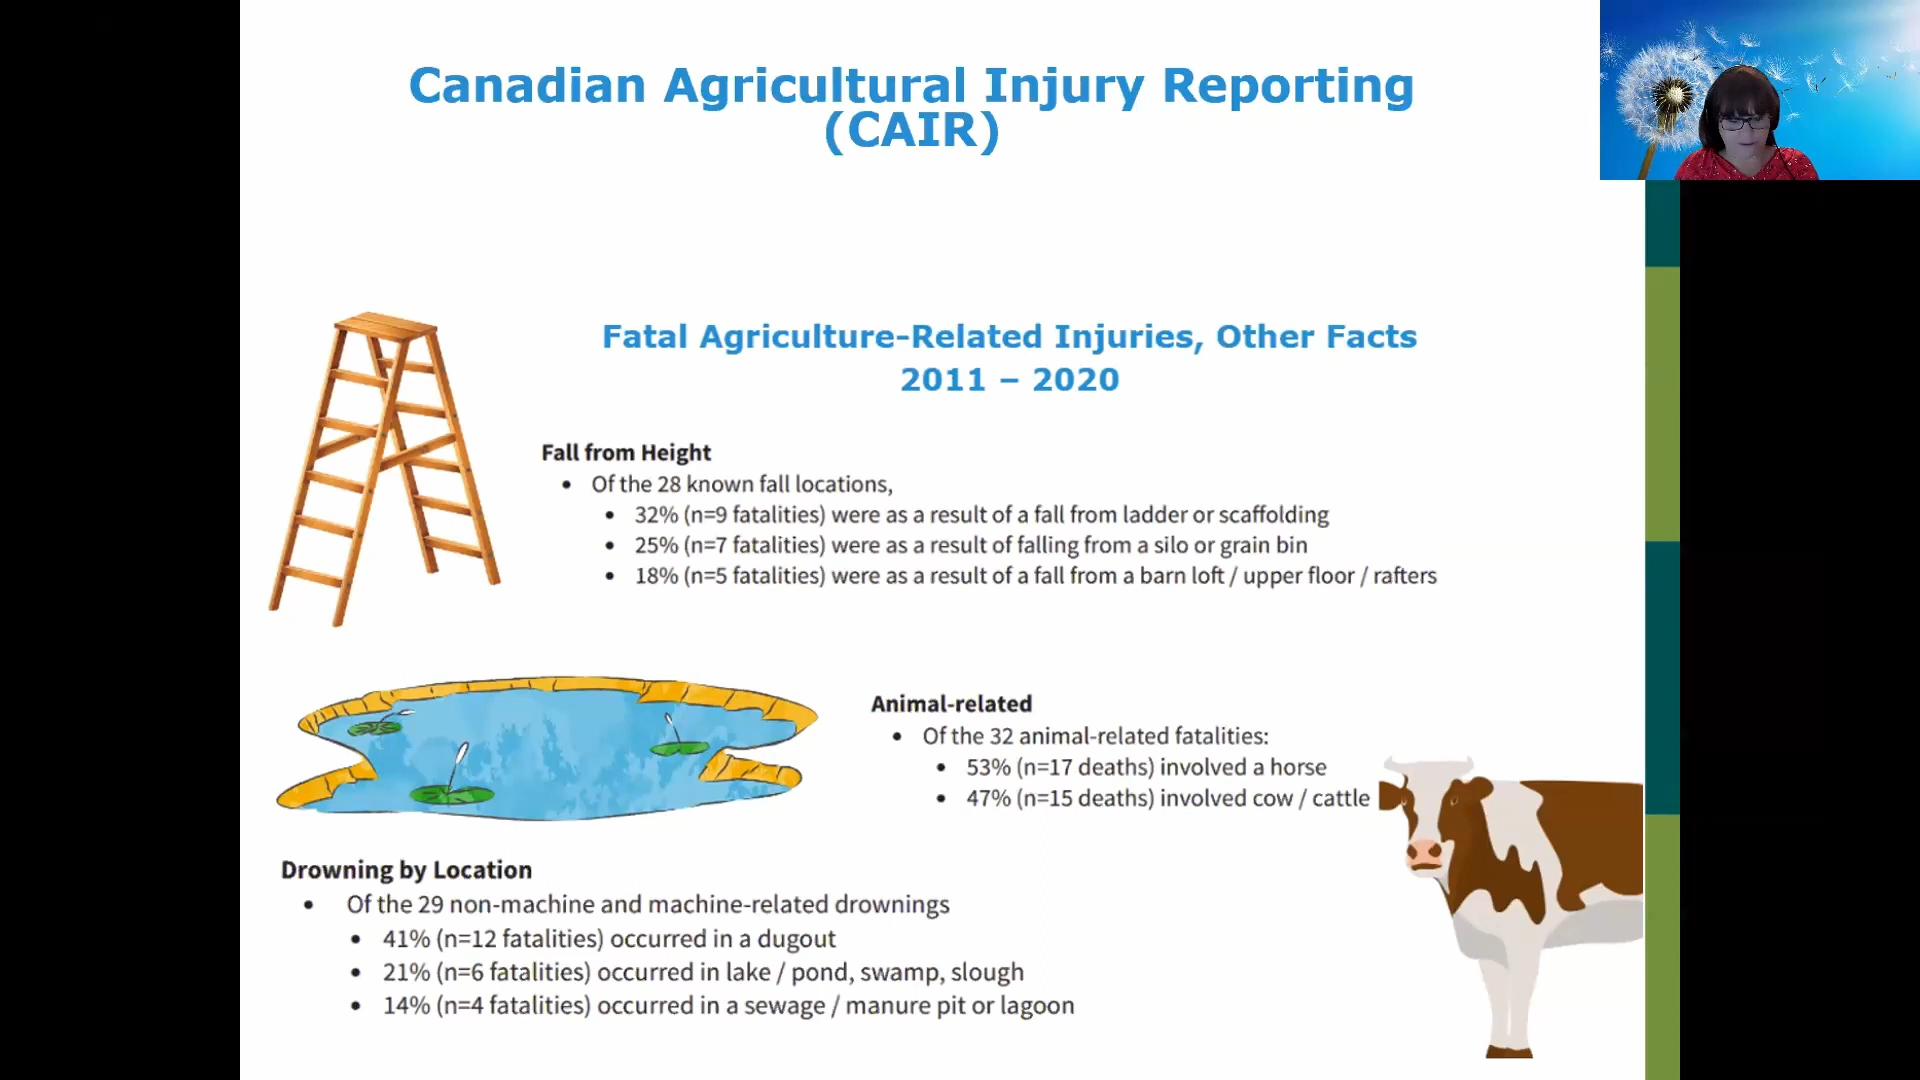 Canadian Agricultural Injury Reporting
(CAIR)
Fatal Agriculture-Related Injuries, Other Facts
2011 – 2020
Fall from Height
• Of the 28 known fall locations,
• 32% (n=9 fatalities) were as a result of a fall from ladder or scaffolding
• 25% (n=7 fatalities) were as a result of falling from a silo or grain bin
• 18% (n=5 fatalities) were as a result of a fall from a barn loft / upper floor / rafters
Animal-related
• Of the 32 animal-related fatalities:
• 53% (n=17 deaths) involved a horse
• 47% (n=15 deaths) involved cow / cattle
Drowning by Location
• Of the 29 non-machine and machine-related drownings
• 41% (n=12 fatalities) occurred in a dugout
• 21% (n=6 fatalities) occurred in lake / pond, swamp, slough
• 14% (n=4 fatalities) occurred in a sewage / manure pit or lagoon